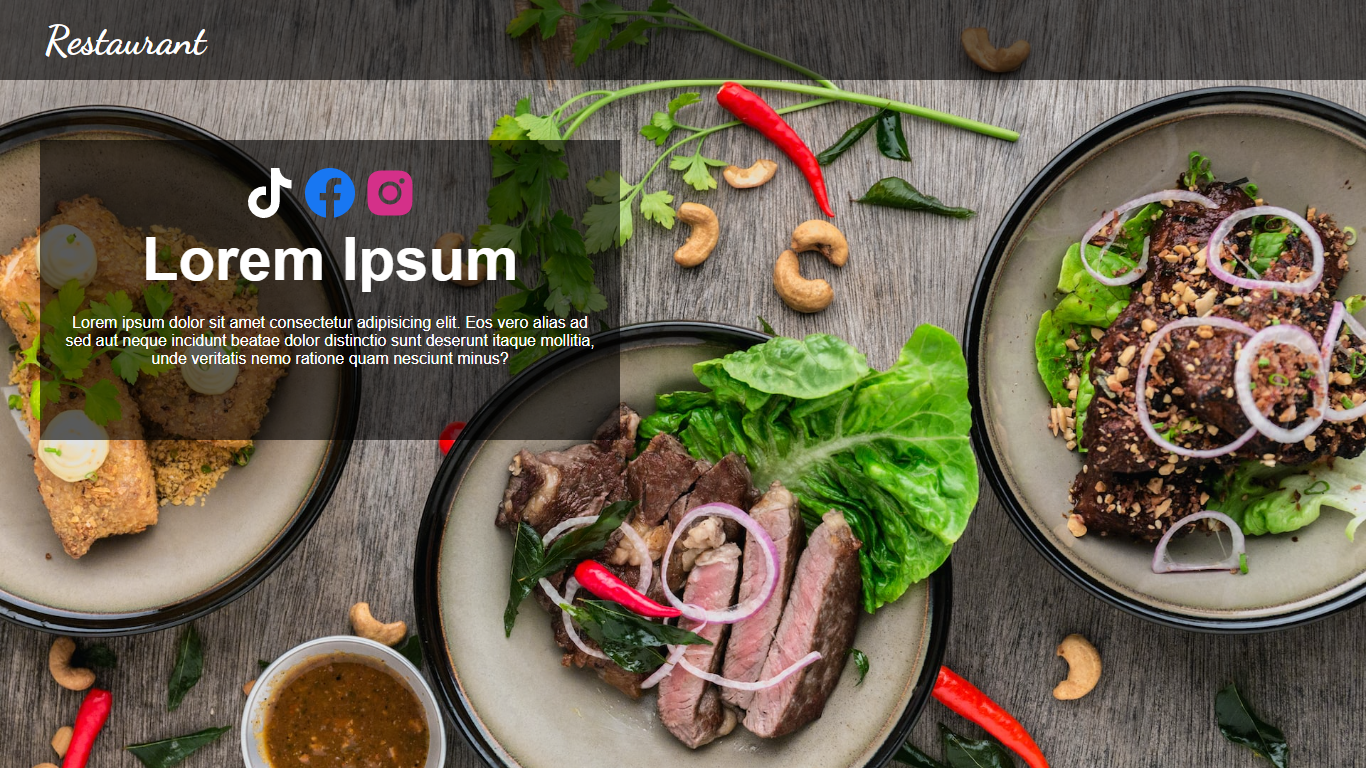 Restaurant
Lorem Ipsum
Lorem ipsum dolor sit amet consectetur adipisicing elit. Eos vero alias ad
sed aut neque incidunt beatae dolor distinctio sunt deserunt itaque mollitia,
unde veritatis nemo ratione quam nesciunt minus?